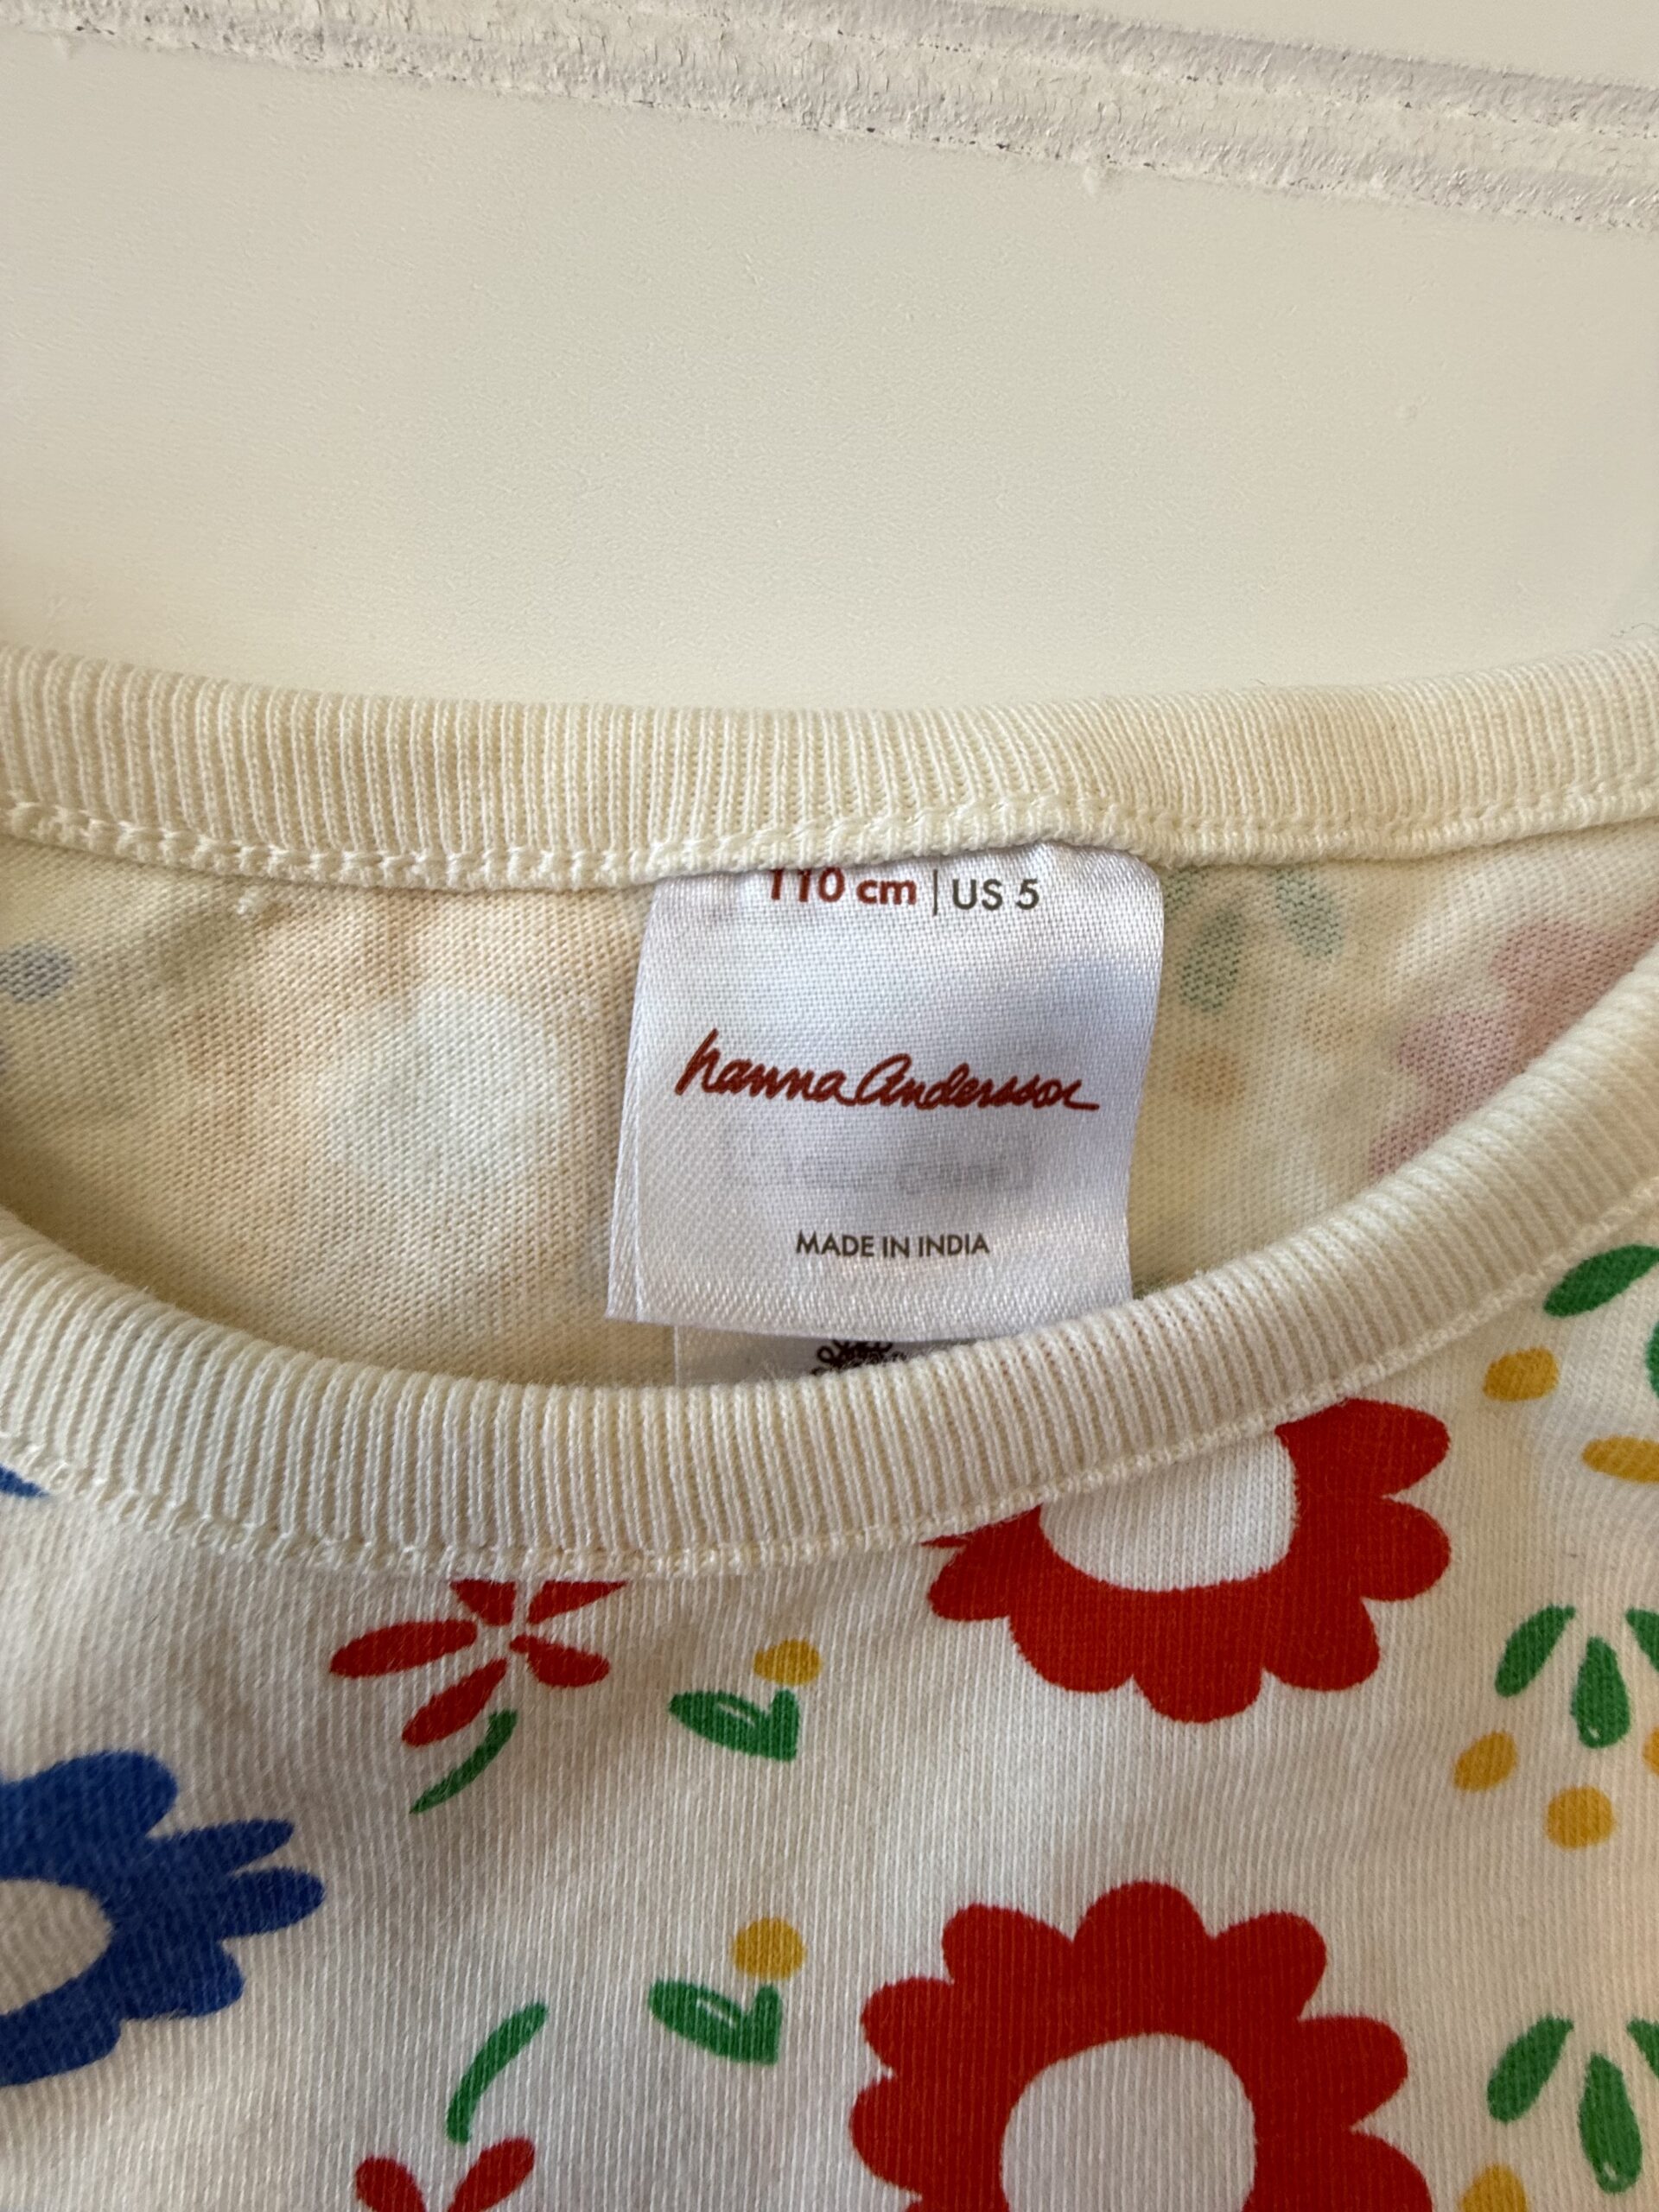 110 cm | US 5
hanna Andersson
MADE IN INDIA